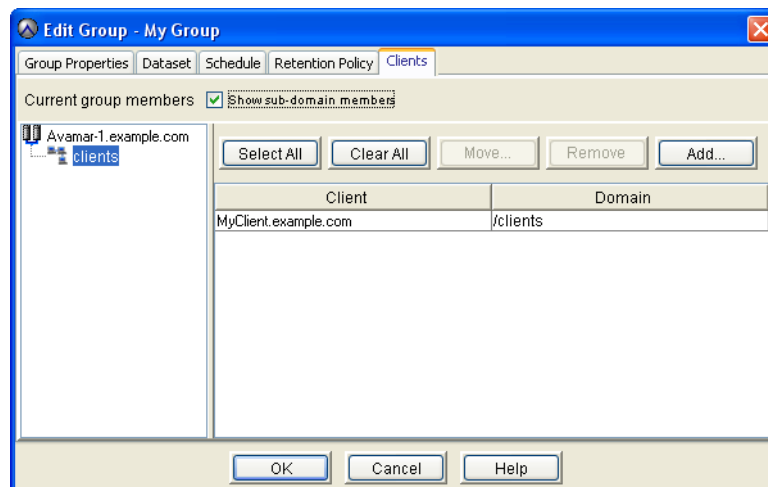 Edit Group - My Group
Group Properties Dataset Schedule Retention Policy Clients
Current group members Show sub-domain members
Avamar-1.example.com
clients
Select All Clear All Move... Remove Add...
Client Domain
MyClient.example.com /clients
OK Cancel Help